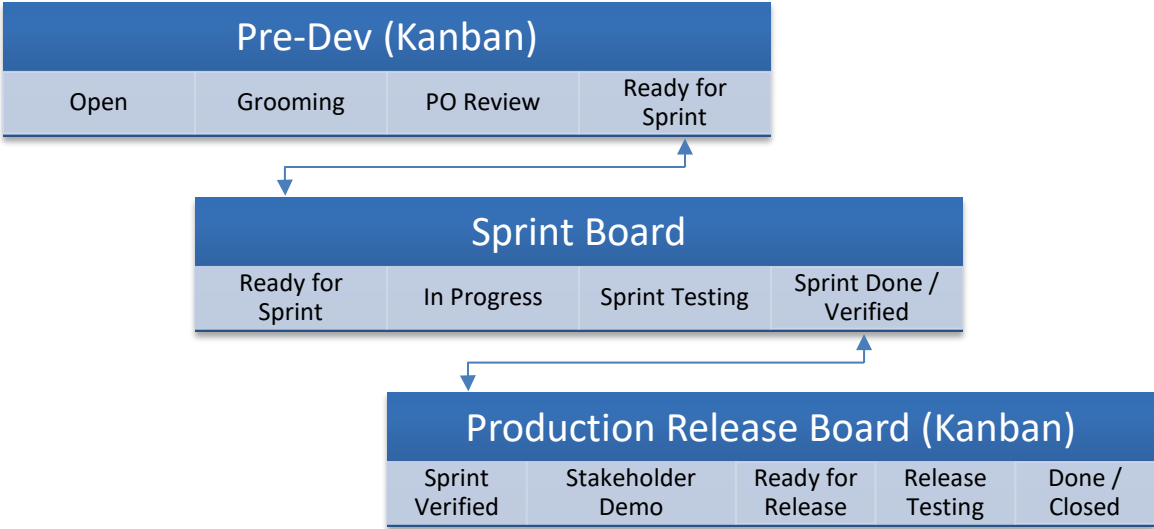 Pre-Dev (Kanban)
Open
Grooming
PO Review
Ready for
Sprint
Sprint Board
Ready for
Sprint
In Progress
Sprint Testing
Sprint Done /
Verified
Production Release Board (Kanban)
Sprint
Verified
Stakeholder
Demo
Ready for
Release
Release
Testing
Done /
Closed